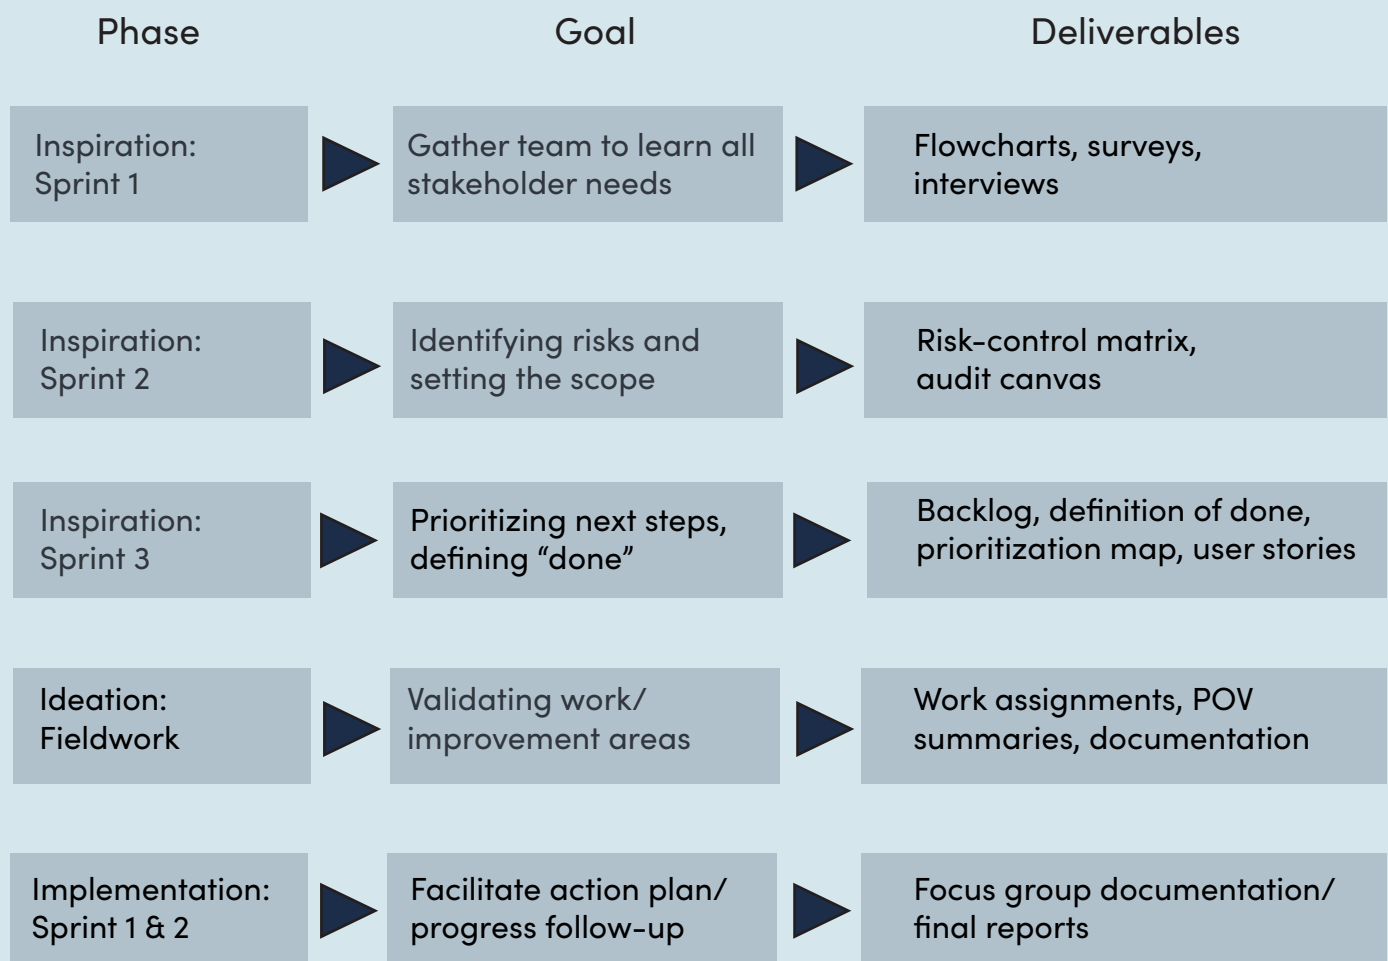 Phase
Goal
Deliverables
Inspiration:
Sprint 1
Gather team to learn all
stakeholder needs
Flowcharts, surveys,
interviews
Inspiration:
Sprint 2
Identifying risks and
setting the scope
Risk-control matrix,
audit canvas
Inspiration:
Sprint 3
Prioritizing next steps,
defining “done”
Backlog, definition of done,
prioritization map, user stories
Ideation:
Fieldwork
Validating work/
improvement areas
Work assignments, POV
summaries, documentation
Implementation:
Sprint 1 & 2
Facilitate action plan/
progress follow-up
Focus group documentation/
final reports